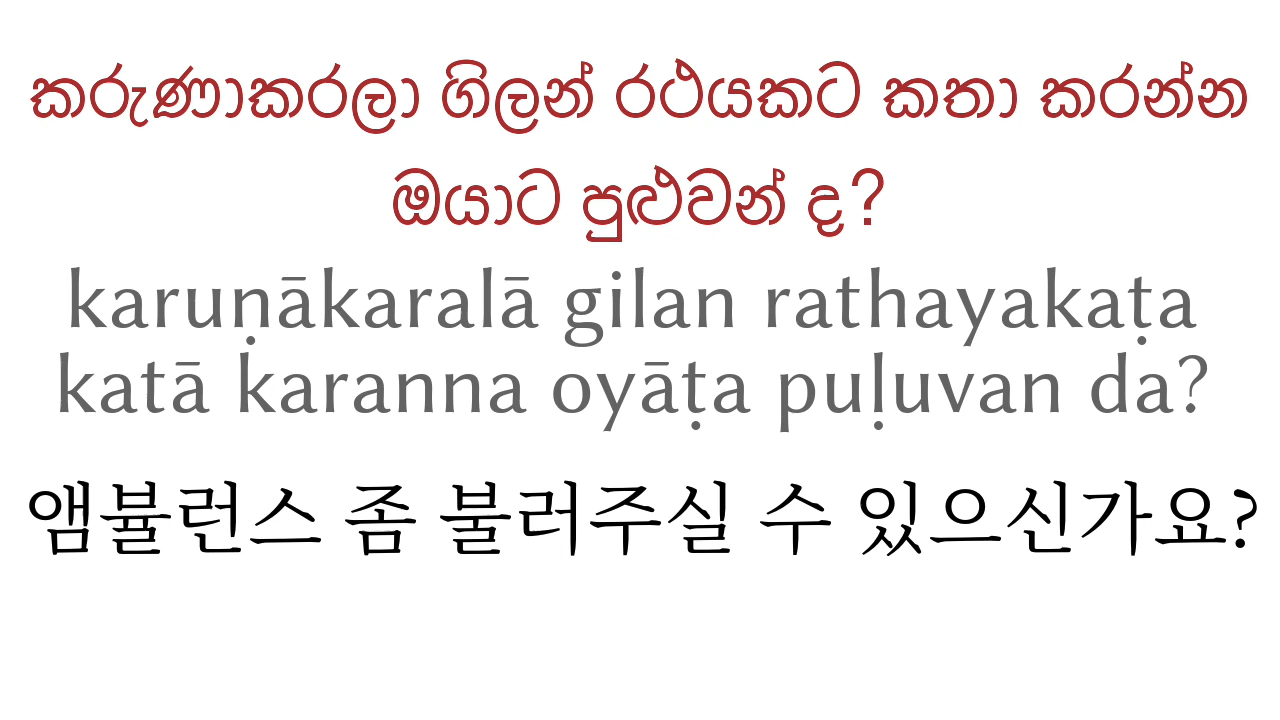 කරුණාකරලා ගිලන් රථයකට කතා කරන්න
ඔයාට පුළුවන් ද?
karuṇākaralā gilan rathayakaṭa
katā karanna oyāṭa puḷuvan da?
앰뷸런스 좀 불러주실 수 있으신가요?